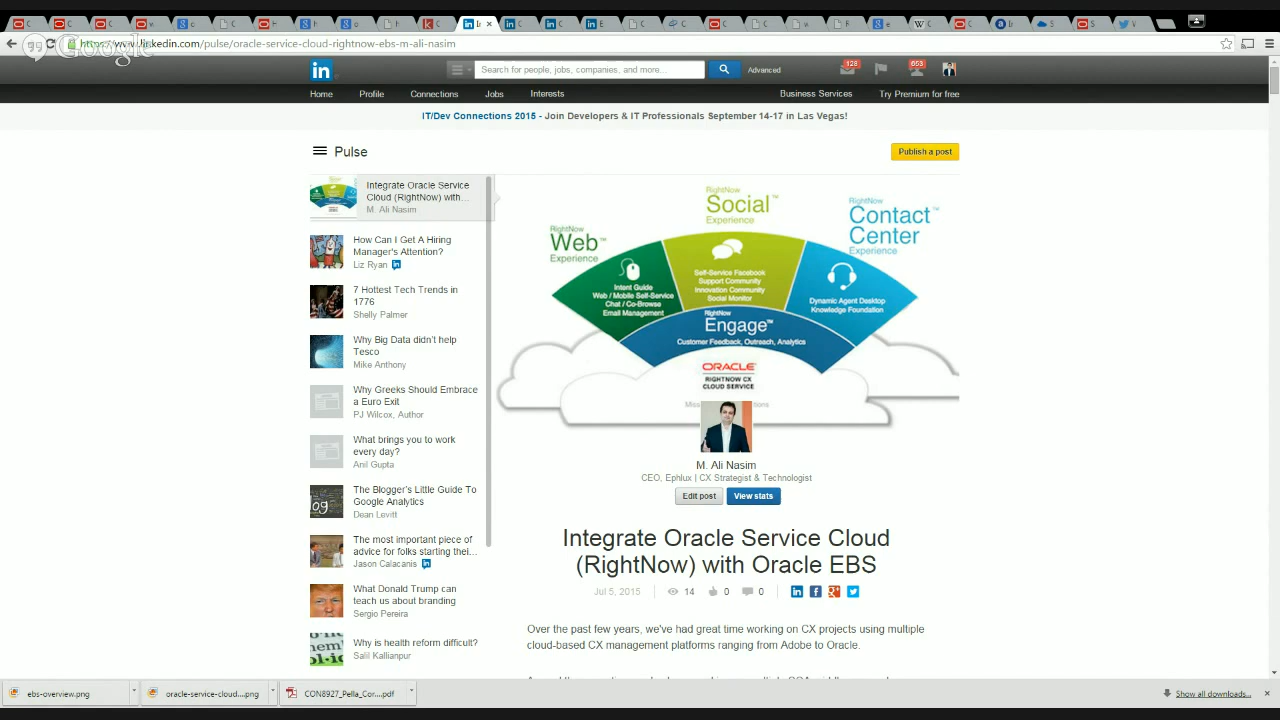 https://www.linkedin.com/pulse/oracle-service-cloud-rightnow-ebs-m-ali-nasim
Google
in
Search for people, jobs, companies, and more...
Advanced
128
653
Home
Profile
Connections
Jobs
Interests
Business Services
Try Premium for free
IT/Dev Connections 2015 - Join Developers & IT Professionals September 14-17 in Las Vegas!
Pulse
Publish a post
Integrate Oracle Service
Cloud (RightNow) with...
M. Ali Nasim
How Can I Get A Hiring
Manager's Attention?
Liz Ryan
7 Hottest Tech Trends in
1776
Shelly Palmer
Why Big Data didn't help
Tesco
Mike Anthony
Why Greeks Should Embrace
a Euro Exit
PJ Wilcox, Author
What brings you to work
every day?
Anil Gupta
The Blogger's Little Guide To
Google Analytics
Dean Levitt
The most important piece of
advice for folks starting thei...
Jason Calacanis
What Donald Trump can
teach us about branding
Sergio Pereira
Why is health reform difficult?
Salil Kallianpur
RightNow
Web™
Experience
RightNow
Social™
Experience
RightNow
Contact™
Center
Experience
Intent Guide
Web / Mobile Self-Service
Chat / Co-Browse
Email Management
Self-Service Facebook
Support Community
Innovation Community
Social Monitor
Dynamic Agent Desktop
Knowledge Foundation
RightNow
Engage™
Customer Feedback, Outreach, Analytics
ORACLE
RIGHTNOW CX
CLOUD SERVICE
M. Ali Nasim
CEO, Ephlux | CX Strategist & Technologist
Edit post
View stats
Integrate Oracle Service Cloud
(RightNow) with Oracle EBS
Jul 5, 2015
14
0
0
Over the past few years, we've had great time working on CX projects using multiple
cloud-based CX management platforms ranging from Adobe to Oracle.
ebs-overview.png
oracle-service-cloud....png
CON8927_Pella_Cor....pdf
Show all downloads...